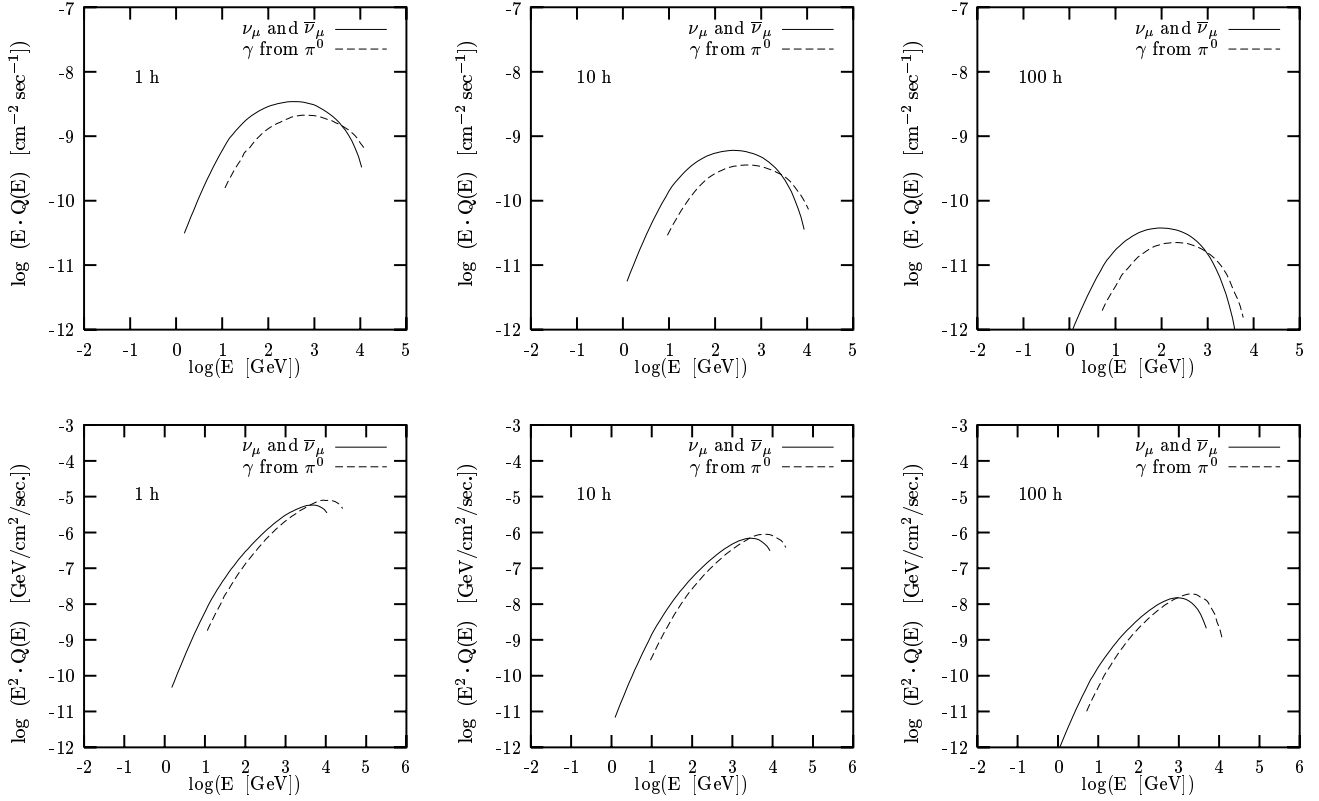 -7
-8
-9
-10
-11
-12
log (E · Q(E) [cm⁻² sec⁻¹])
ν_μ and ν̅_μ
γ from π⁰
1 h
-2 -1 0 1 2 3 4 5
log(E [GeV])
-7
-8
-9
-10
-11
-12
log (E · Q(E) [cm⁻² sec⁻¹])
ν_μ and ν̅_μ
γ from π⁰
10 h
-2 -1 0 1 2 3 4 5
log(E [GeV])
-7
-8
-9
-10
-11
-12
log (E · Q(E) [cm⁻² sec⁻¹])
ν_μ and ν̅_μ
γ from π⁰
100 h
-2 -1 0 1 2 3 4 5
log(E [GeV])
-3
-4
-5
-6
-7
-8
-9
-10
-11
-12
log (E² · Q(E) [GeV/cm²/sec.])
ν_μ and ν̅_μ
γ from π⁰
1 h
-2 -1 0 1 2 3 4 5 6
log(E [GeV])
-3
-4
-5
-6
-7
-8
-9
-10
-11
-12
log (E² · Q(E) [GeV/cm²/sec.])
ν_μ and ν̅_μ
γ from π⁰
10 h
-2 -1 0 1 2 3 4 5 6
log(E [GeV])
-3
-4
-5
-6
-7
-8
-9
-10
-11
-12
log (E² · Q(E) [GeV/cm²/sec.])
ν_μ and ν̅_μ
γ from π⁰
100 h
-2 -1 0 1 2 3 4 5 6
log(E [GeV])